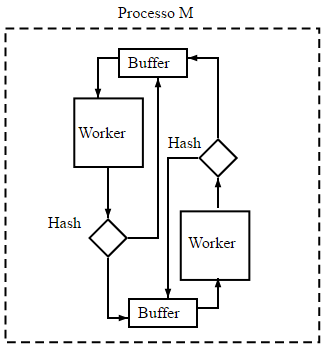 Processo M
Buffer
Worker
Hash
Hash
Worker
Buffer